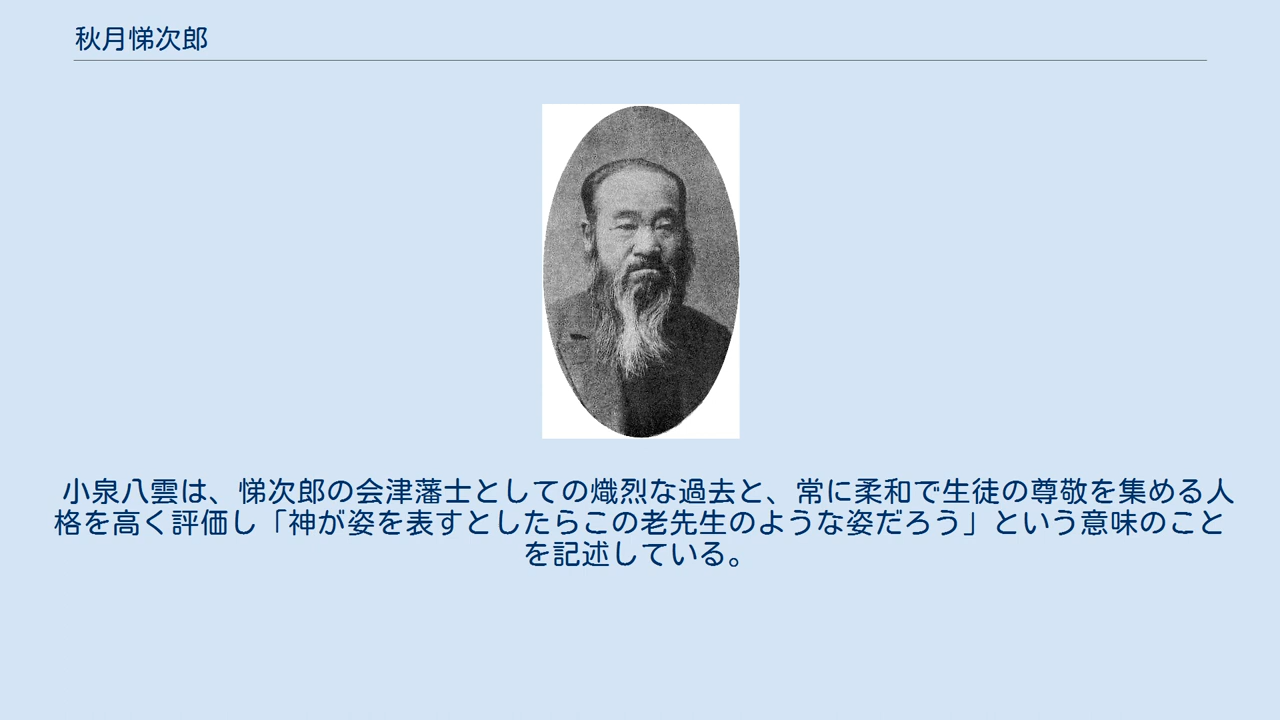 秋月悌次郎
小泉八雲は、悌次郎の会津藩士としての熾烈な過去と、常に柔和で生徒の尊敬を集める人
格を高く評価し「神が姿を表すとしたらこの老先生のような姿だろう」という意味のこと
を記述している。